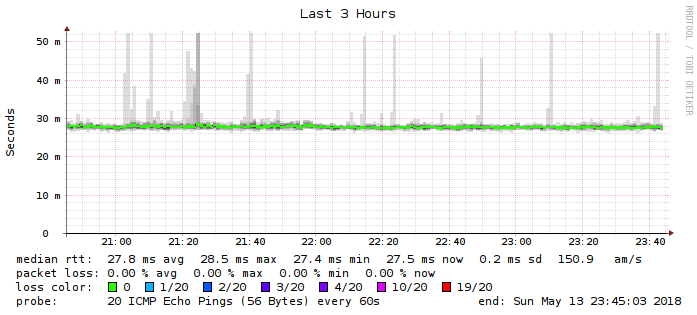 Last 3 Hours
RRDTOOL / TOBI OETIKER
Seconds
50 m
40 m
30 m
20 m
10 m
0
21:00 21:20 21:40 22:00 22:20 22:40 23:00 23:20 23:40
median rtt: 27.8 ms avg 28.5 ms max 27.4 ms min 27.5 ms now 0.2 ms sd 150.9 am/s
packet loss: 0.00 % avg 0.00 % max 0.00 % min 0.00 % now
loss color: 0 1/20 2/20 3/20 4/20 10/20 19/20
probe: 20 ICMP Echo Pings (56 Bytes) every 60s end: Sun May 13 23:45:03 2018